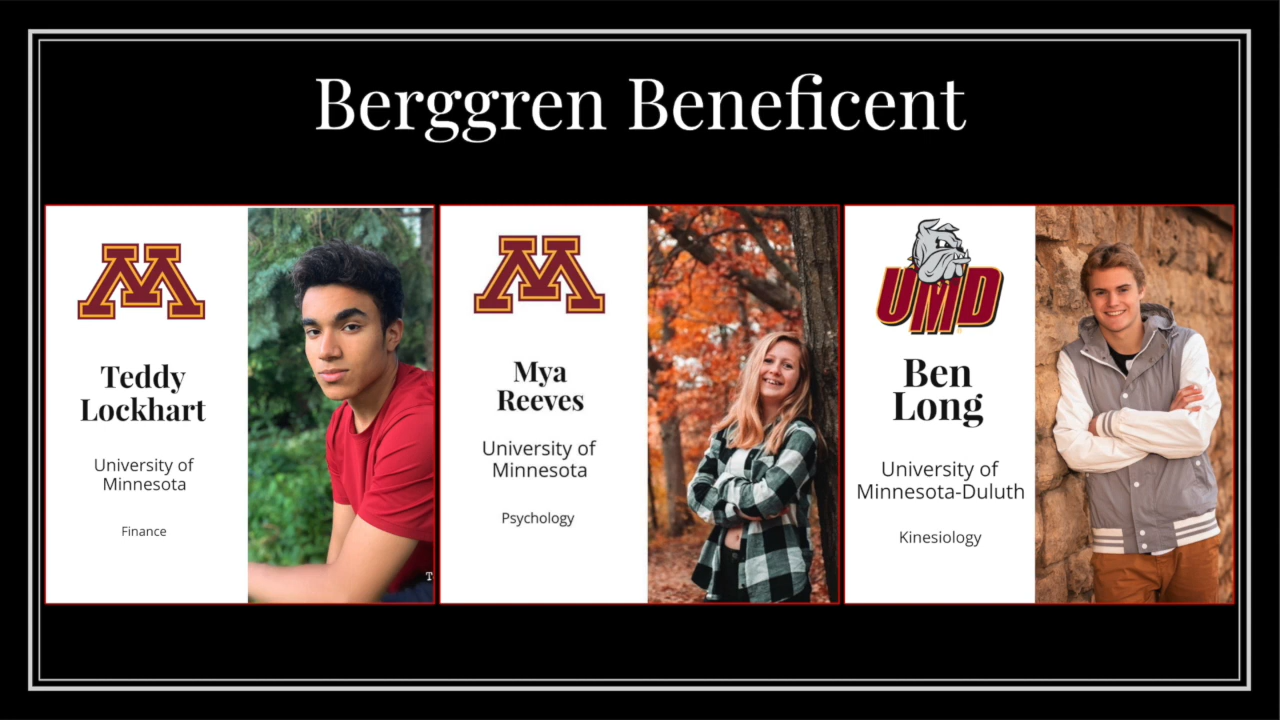 Berggren Beneficent
M
Teddy
Lockhart
University of
Minnesota
Finance
T
M
Mya
Reeves
University of
Minnesota
Psychology
UMD
Ben
Long
University of
Minnesota-Duluth
Kinesiology